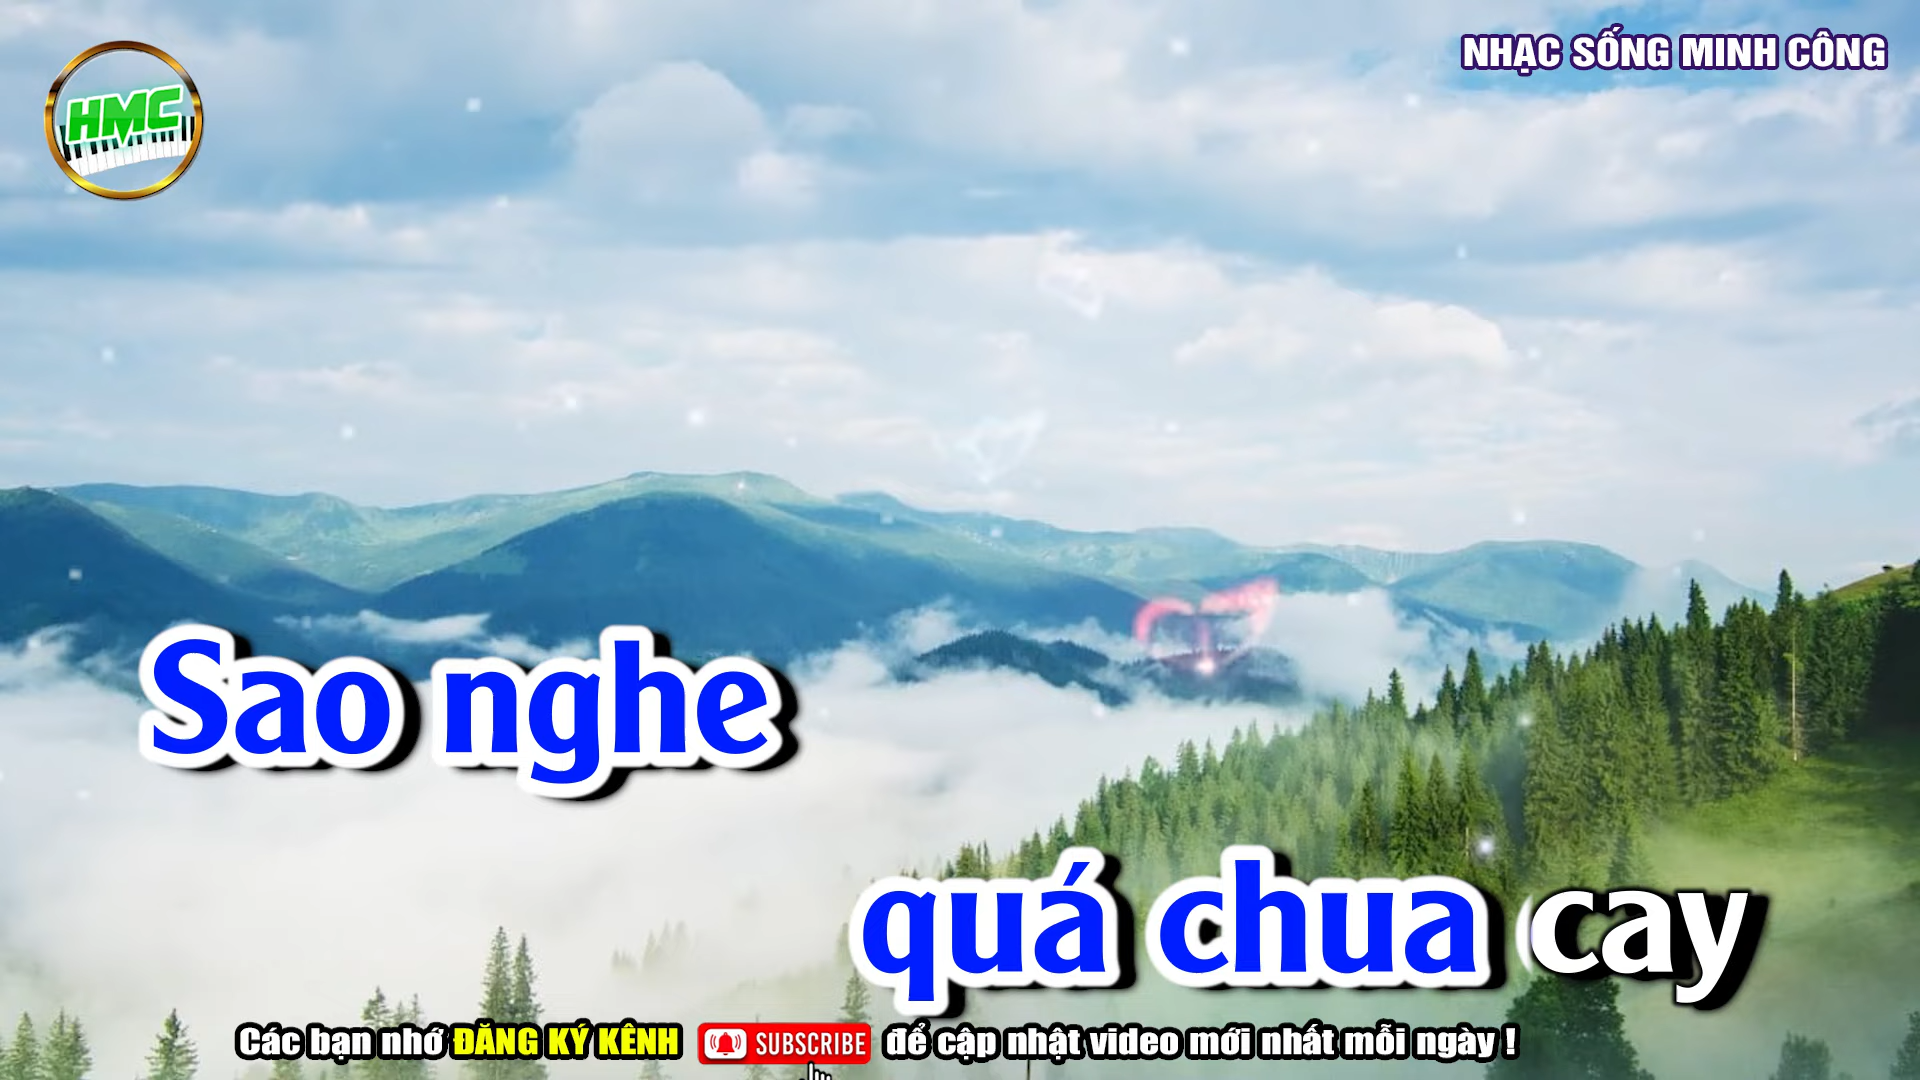 NHẠC SỐNG MINH CÔNG
HMC
Sao nghe
quá chua cay
Các bạn nhớ ĐĂNG KÝ KÊNH SUBSCRIBE để cập nhật video mới nhất mỗi ngày !